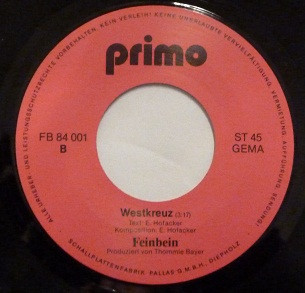 ALLE URHEBER- UND LEISTUNGSSCHUTZRECHTE VORBEHALTEN. KEIN VERLEIH! KEINE UNERLAUBTE VERVIELFÄLTIGUNG, VERMIETUNG, AUFFÜHRUNG, SENDUNG!
primo
FB 84 001
B
ST 45
GEMA
Westkreuz (3:17)
Text: E. Hofacker
Komposition: E. Hofacker
Feinbein
Produziert von Thommie Bayer
SCHALLPLATTENFABRIK PALLAS G.M.B.H. DIEPHOLZ